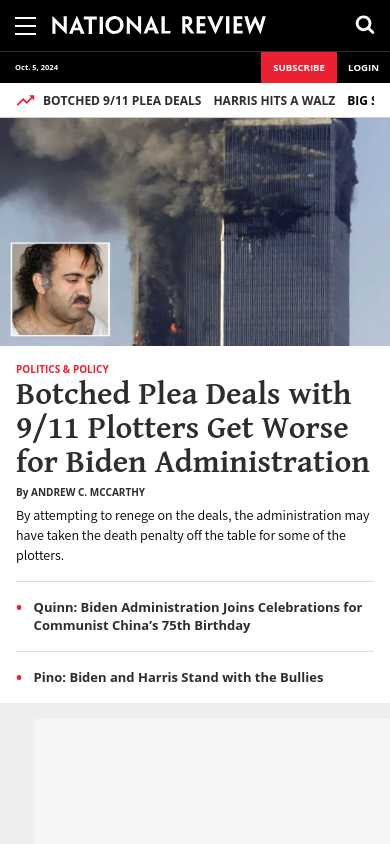 NATIONAL REVIEW
Oct. 5, 2024
SUBSCRIBE
LOGIN
BOTCHED 9/11 PLEA DEALS HARRIS HITS A WALZ BIG
POLITICS & POLICY
Botched Plea Deals with
9/11 Plotters Get Worse
for Biden Administration
By ANDREW C. MCCARTHY
By attempting to renege on the deals, the administration may
have taken the death penalty off the table for some of the
plotters.
• Quinn: Biden Administration Joins Celebrations for
Communist China’s 75th Birthday
• Pino: Biden and Harris Stand with the Bullies